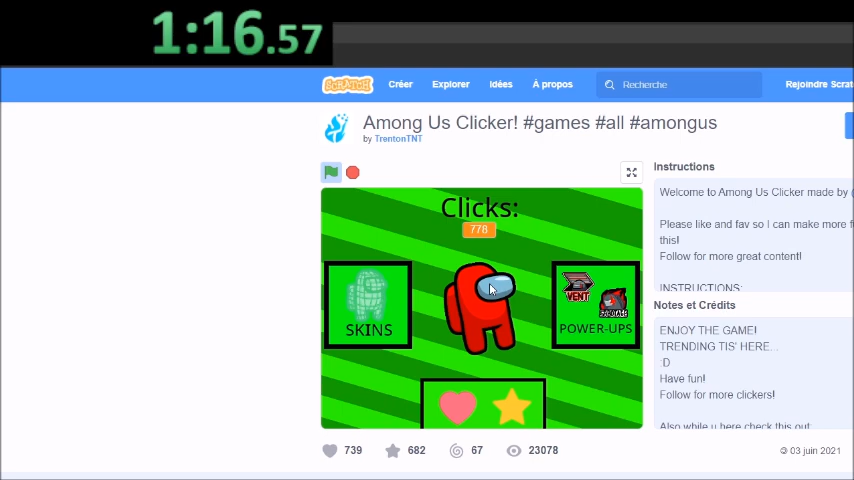 1:16.57
SCRATCH Créer Explorer Idées À propos Recherche Rejoindre Scrat
Among Us Clicker! #games #all #amongus
by TrentonTNT
Instructions
Clicks:
778
Welcome to Among Us Clicker made by (
Please like and fav so I can make more f
this!
Follow for more great content!
INSTRUCTIONS:
VENT
SABOTAGE
SKINS
POWER-UPS
Notes et Crédits
ENJOY THE GAME!
TRENDING TIS' HERE...
:D
Have fun!
Follow for more clickers!
Also while u here check this out:
739 682 67 23078
© 03 juin 2021